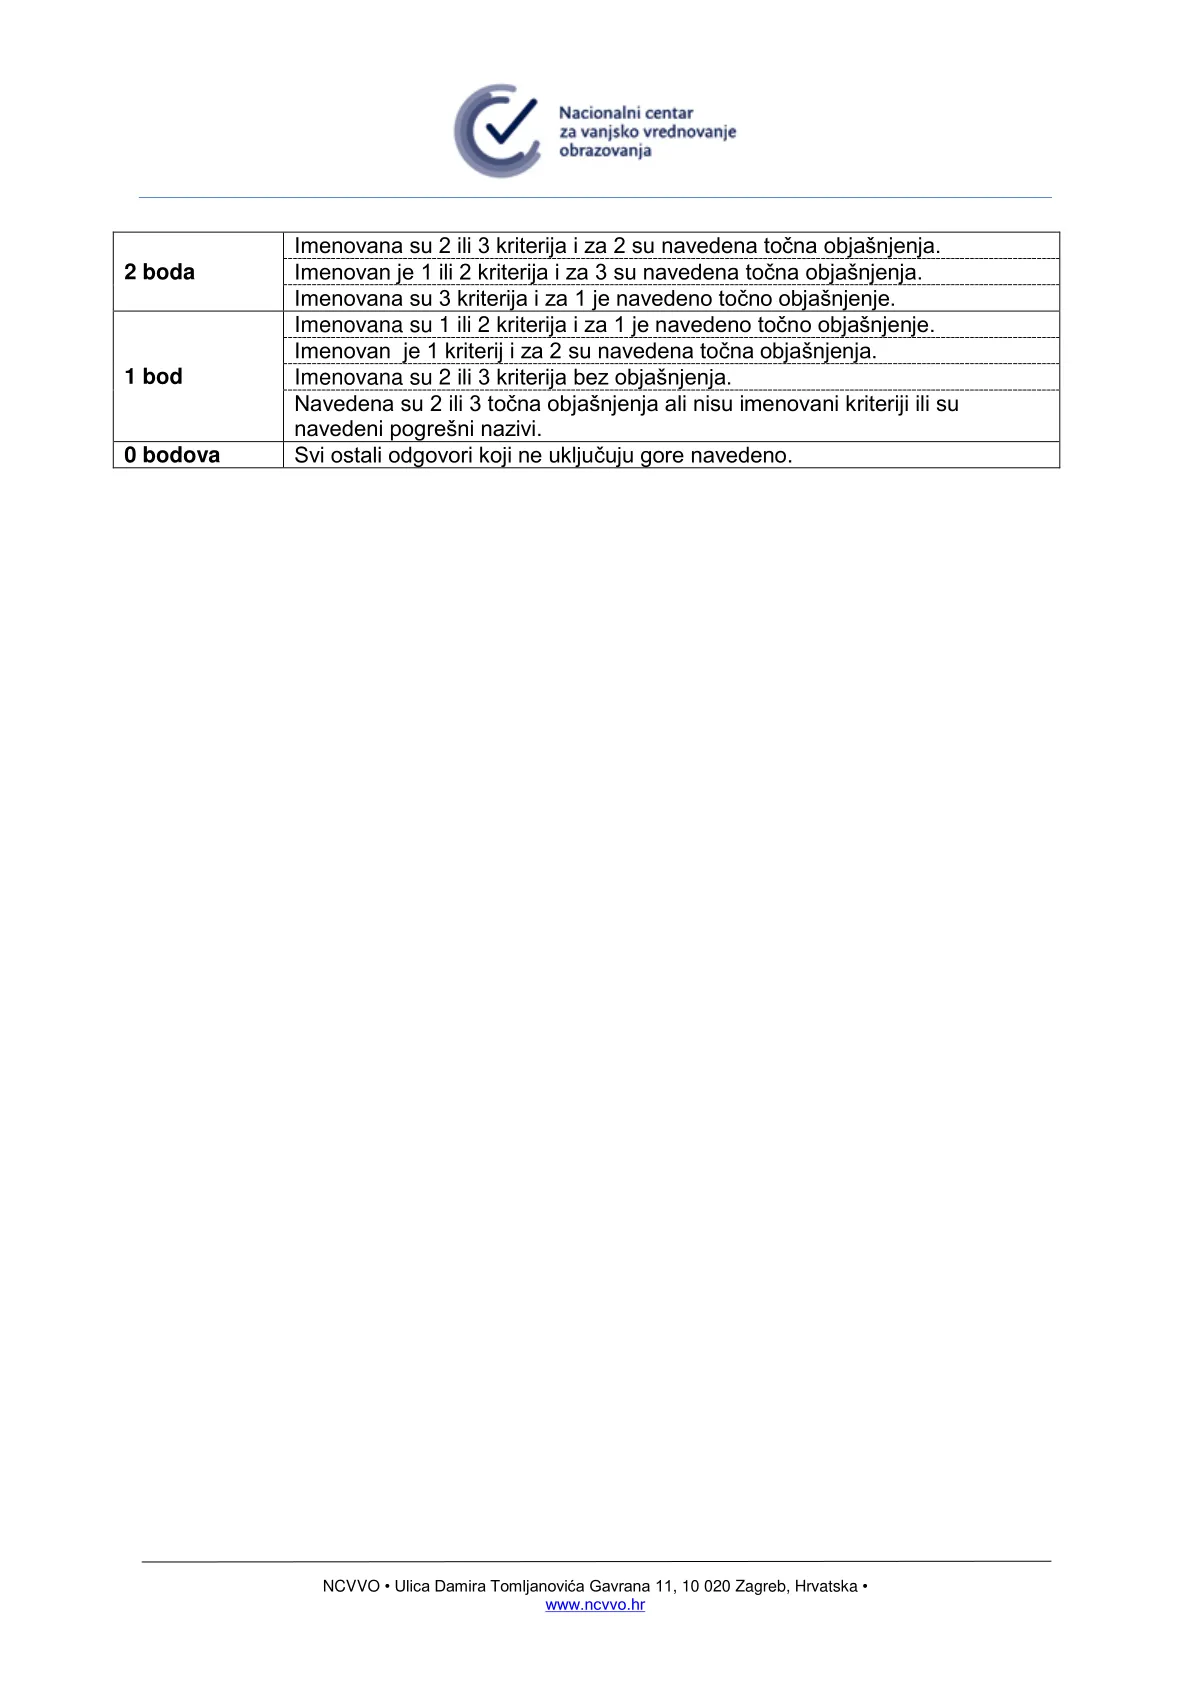 Nacionalni centar
za vanjsko vrednovanje
obrazovanja
2 boda
Imenovana su 2 ili 3 kriterija i za 2 su navedena točna objašnjenja.
Imenovan je 1 ili 2 kriterija i za 3 su navedena točna objašnjenja.
Imenovana su 3 kriterija i za 1 je navedeno točno objašnjenje.
1 bod
Imenovana su 1 ili 2 kriterija i za 1 je navedeno točno objašnjenje.
Imenovan  je 1 kriterij i za 2 su navedena točna objašnjenja.
Imenovana su 2 ili 3 kriterija bez objašnjenja.
Navedena su 2 ili 3 točna objašnjenja ali nisu imenovani kriteriji ili su
navedeni pogrešni nazivi.
0 bodova
Svi ostali odgovori koji ne uključuju gore navedeno.
NCVVO • Ulica Damira Tomljanovića Gavrana 11, 10 020 Zagreb, Hrvatska •
www.ncvvo.hr